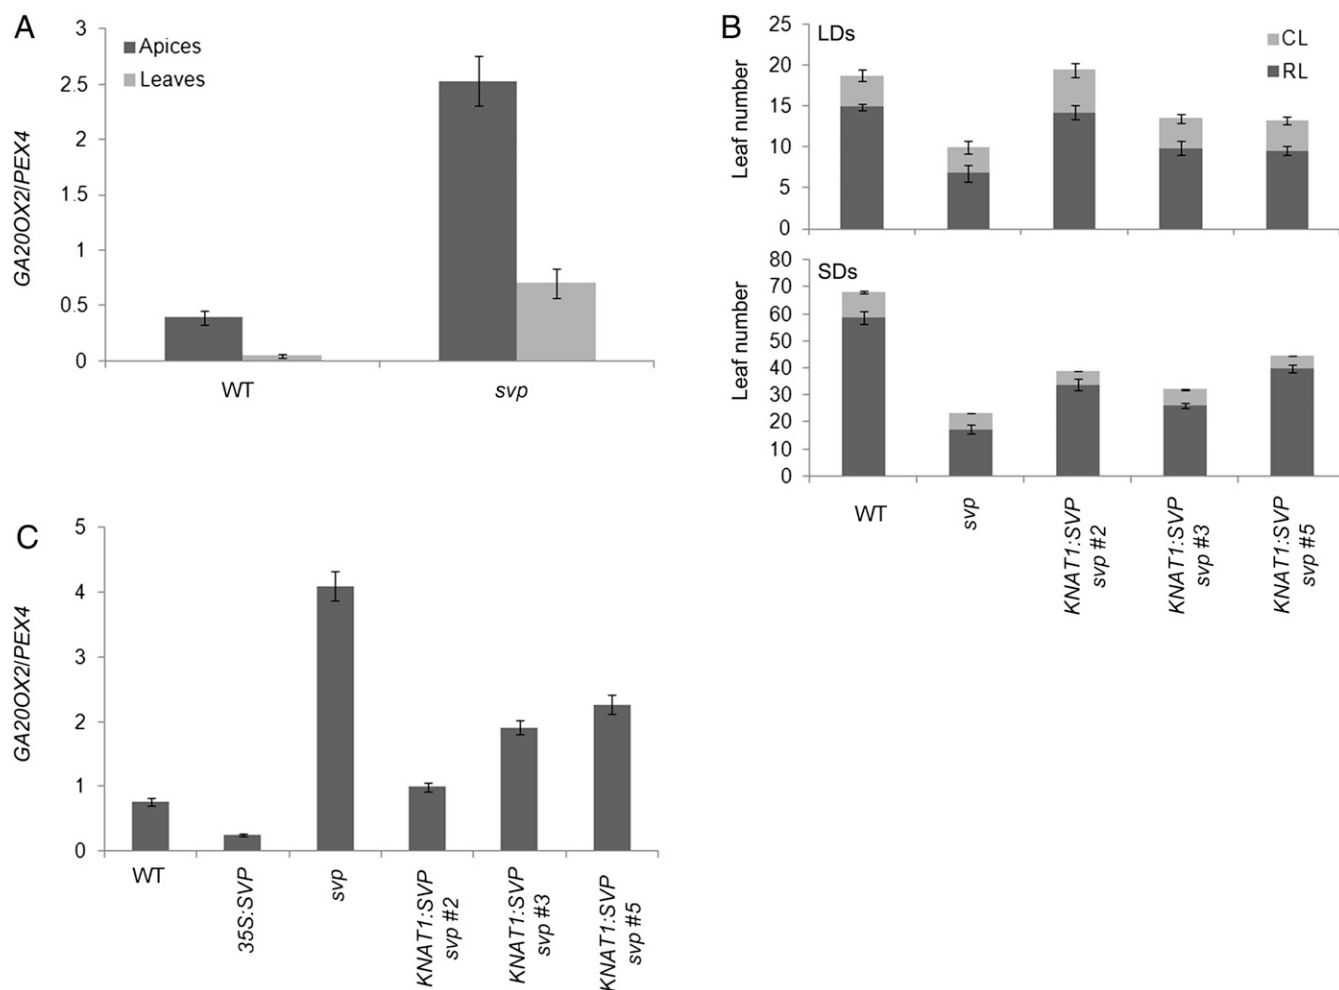 A
3
2.5
2
1.5
1
0.5
0
GA20OX2/PEX4
Apices
Leaves
WT
svp
B
LDs
CL
RL
25
20
15
10
5
0
Leaf number
SDs
80
70
60
50
40
30
20
10
0
Leaf number
WT
svp
KNAT1:SVP
svp #2
KNAT1:SVP
svp #3
KNAT1:SVP
svp #5
C
5
4
3
2
1
0
GA20OX2/PEX4
WT
35S:SVP
svp
KNAT1:SVP
svp #2
KNAT1:SVP
svp #3
KNAT1:SVP
svp #5